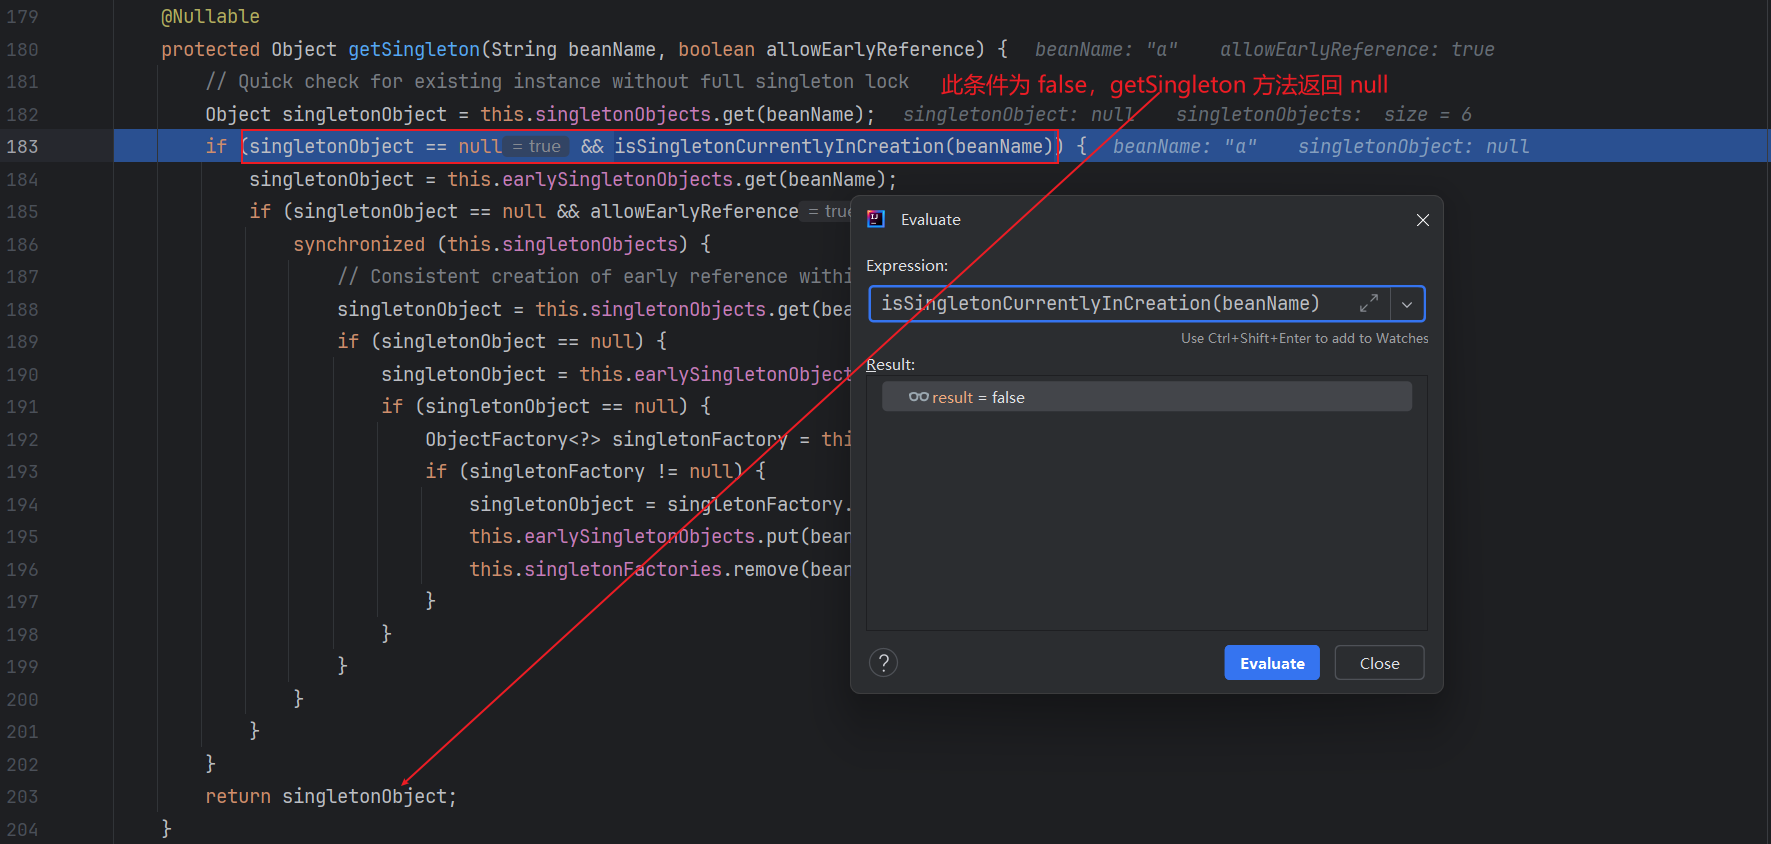 179 @Nullable
180 protected Object getSingleton(String beanName, boolean allowEarlyReference) { beanName: "a" allowEarlyReference: true
181 // Quick check for existing instance without full singleton lock
此条件为 false，getSingleton 方法返回 null
182 Object singletonObject = this.singletonObjects.get(beanName); singletonObject: null singletonObjects: size = 6
183 if (singletonObject == null = true && isSingletonCurrentlyInCreation(beanName)) { beanName: "a" singletonObject: null
184 singletonObject = this.earlySingletonObjects.get(beanName);
185 if (singletonObject == null && allowEarlyReference = true
186 synchronized (this.singletonObjects) {
187 // Consistent creation of early reference withi
188 singletonObject = this.singletonObjects.get(bea
189 if (singletonObject == null) {
190 singletonObject = this.earlySingletonObject
191 if (singletonObject == null) {
192 ObjectFactory<?> singletonFactory = thi
193 if (singletonFactory != null) {
194 singletonObject = singletonFactory.
195 this.earlySingletonObjects.put(bean
196 this.singletonFactories.remove(bean
197 }
198 }
199 }
200 }
201 }
202 }
203 return singletonObject;
204 }
Evaluate
Expression:
isSingletonCurrentlyInCreation(beanName)
Use Ctrl+Shift+Enter to add to Watches
Result:
result = false
?
Evaluate
Close